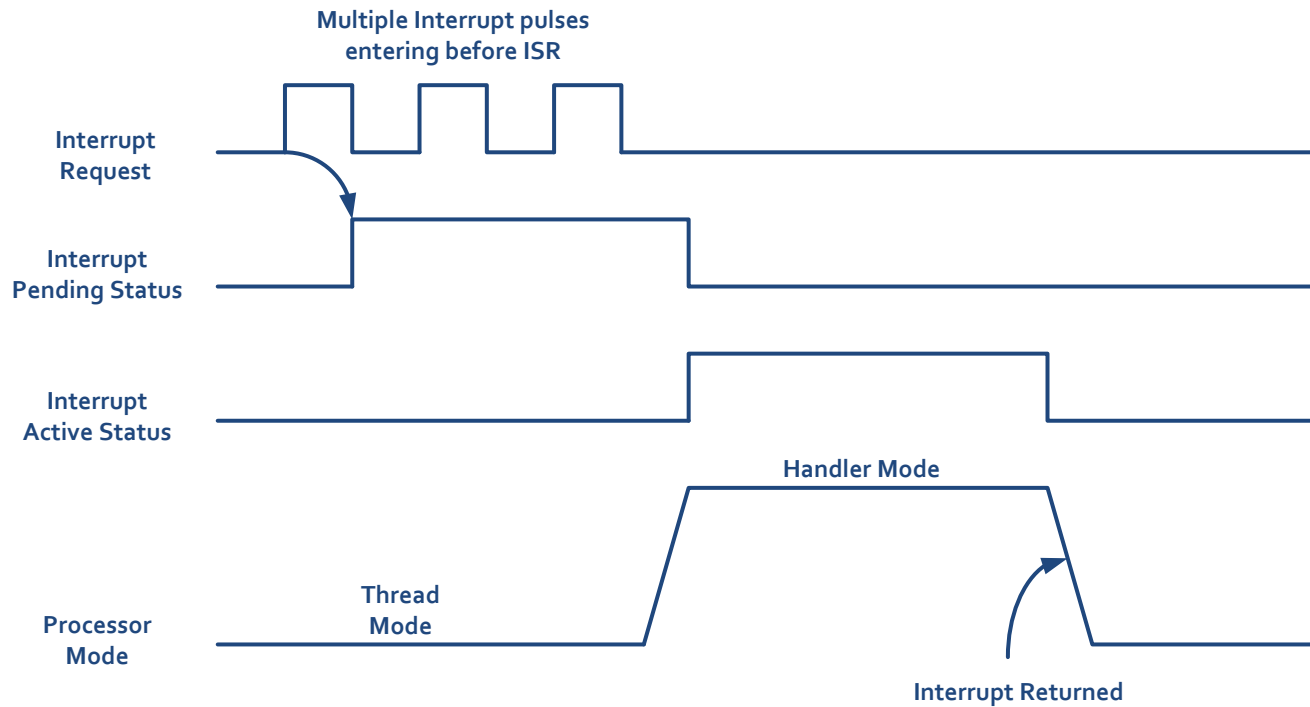 Multiple Interrupt pulses
entering before ISR
Interrupt
Request
Interrupt
Pending Status
Interrupt
Active Status
Handler Mode
Thread
Mode
Processor
Mode
Interrupt Returned